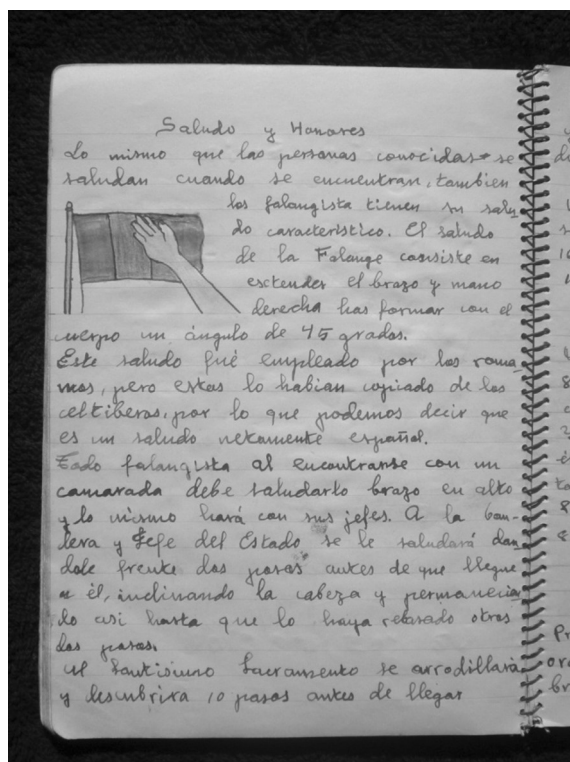 Saludo y Honores
Lo mismo que las personas conocidas se
saludan cuando se encuentran, tambien
los falangista tienen su salu
do caracteristico. El saludo
de la Falange consiste en
esctender el brazo y mano
derecha has formar con el
cuerpo un ángulo de 45 grados.
Este saludo fué empleado por los roma
nos, pero estos lo habian copiado de los
celtiberos, por lo que podemos decir que
es un saludo netamente español.
Todo falangista al encontrarse con un
camarada debe saludarlo brazo en alto
y lo mismo hará con sus jefes. A la ban-
dera y Jefe del Estado se le saludará dan
dole frente dos pasos antes de que llegue
a él, inclinando la cabeza y permanecien
do asi hasta que lo haya rebasado otros
dos pasos.
Al Santisimo Sacramento se arrodillará
y descubrira 10 pasos antes de llegar